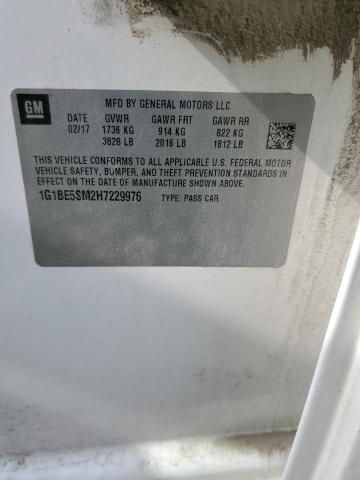 GM
MFD BY GENERAL MOTORS LLC
DATE GVWR GAWR FRT GAWR RR
02/17 1736 KG 914 KG 822 KG
3828 LB 2016 LB 1812 LB
THIS VEHICLE CONFORMS TO ALL APPLICABLE U.S. FEDERAL MOTOR
VEHICLE SAFETY, BUMPER, AND THEFT PREVENTION STANDARDS
IN EFFECT ON THE DATE OF MANUFACTURE SHOWN ABOVE.
1G1BE5SM2H7229976 TYPE: PASS CAR